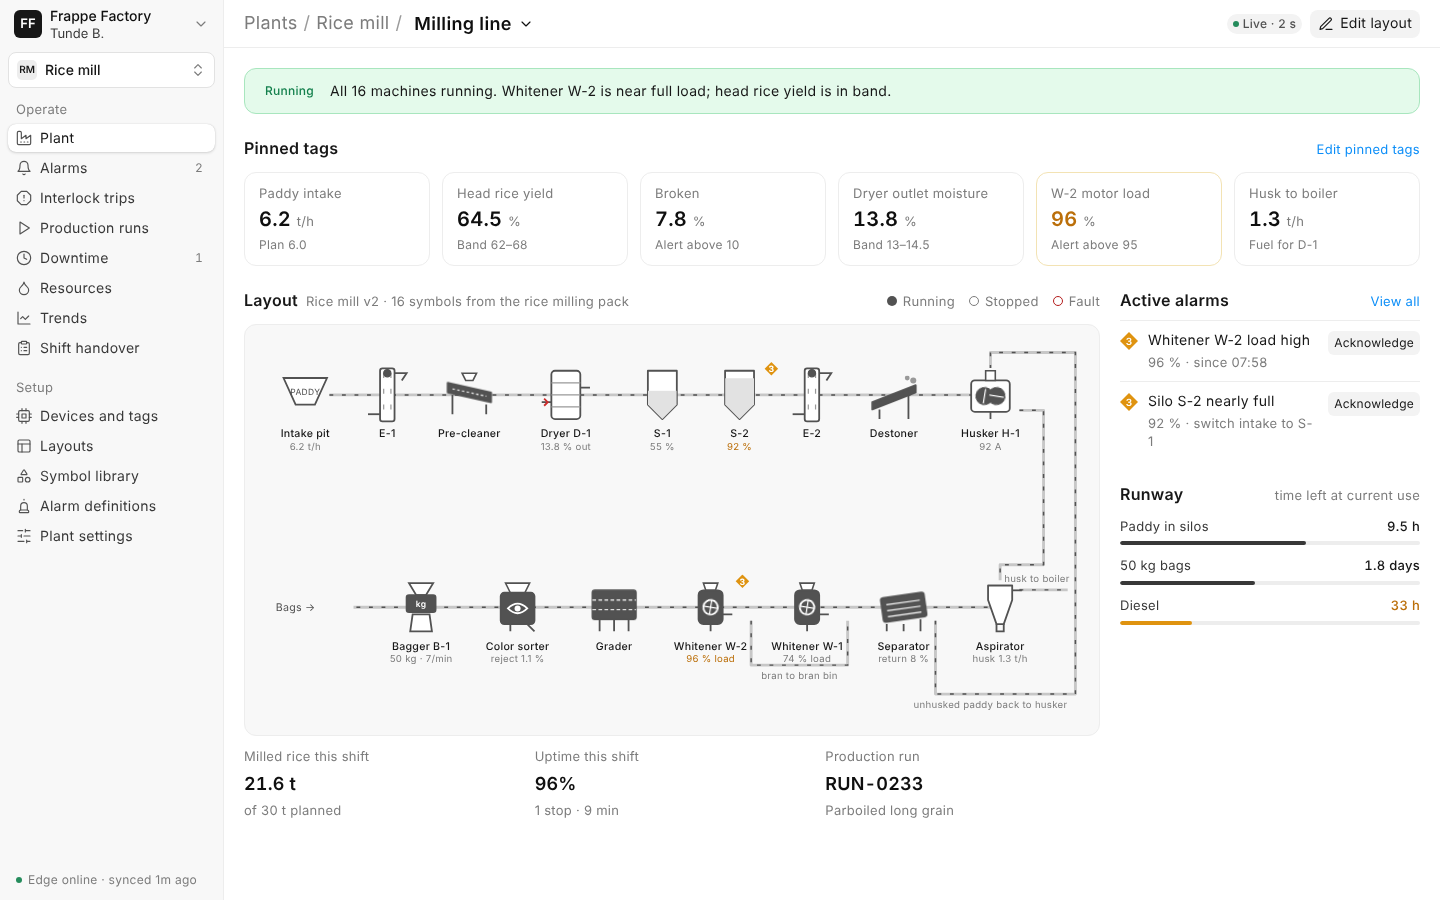 FF
Frappe Factory
Tunde B.
RM Rice mill
Operate
Plant
Alarms 2
Interlock trips
Production runs
Downtime 1
Resources
Trends
Shift handover
Setup
Devices and tags
Layouts
Symbol library
Alarm definitions
Plant settings
Edge online · synced 1m ago
Plants / Rice mill / Milling line
Live · 2 s
Edit layout
Running All 16 machines running. Whitener W-2 is near full load; head rice yield is in band.
Pinned tags
Edit pinned tags
Paddy intake
6.2 t/h
Plan 6.0
Head rice yield
64.5 %
Band 62–68
Broken
7.8 %
Alert above 10
Dryer outlet moisture
13.8 %
Band 13–14.5
W-2 motor load
96 %
Alert above 95
Husk to boiler
1.3 t/h
Fuel for D-1
Layout Rice mill v2 · 16 symbols from the rice milling pack
Running Stopped Fault
PADDY
3
Intake pit
6.2 t/h
E-1
Pre-cleaner
Dryer D-1
13.8 % out
S-1
55 %
S-2
92 %
E-2
Destoner
Husker H-1
92 A
husk to boiler
Bags →
kg
3
Bagger B-1
50 kg · 7/min
Color sorter
reject 1.1 %
Grader
Whitener W-2
96 % load
Whitener W-1
74 % load
Separator
return 8 %
Aspirator
husk 1.3 t/h
bran to bran bin
unhusked paddy back to husker
Milled rice this shift
21.6 t
of 30 t planned
Uptime this shift
96%
1 stop · 9 min
Production run
RUN-0233
Parboiled long grain
Active alarms
View all
3 Whitener W-2 load high
96 % · since 07:58
Acknowledge
3 Silo S-2 nearly full
92 % · switch intake to S-
1
Acknowledge
Runway time left at current use
Paddy in silos 9.5 h
50 kg bags 1.8 days
Diesel 33 h